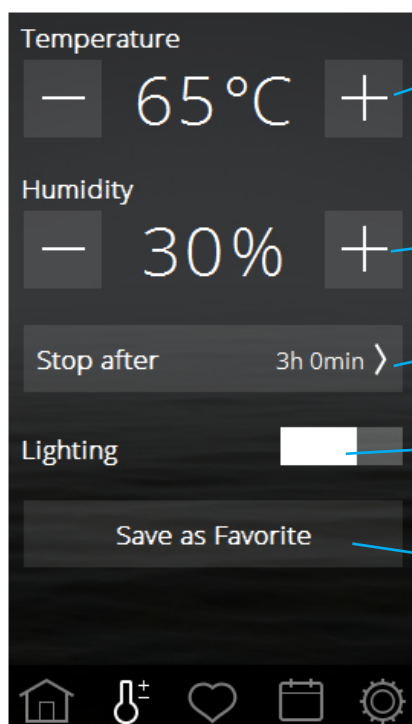 Temperature
— 65°C +
Humidity
— 30% +
Stop after 3h 0min >
Lighting
Save as Favorite